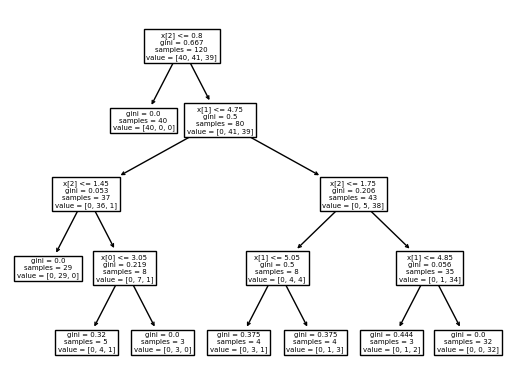 x[2] <= 0.8
gini = 0.667
samples = 120
value = [40, 41, 39]
gini = 0.0
samples = 40
value = [40, 0, 0]
x[1] <= 4.75
gini = 0.5
samples = 80
value = [0, 41, 39]
x[2] <= 1.45
gini = 0.053
samples = 37
value = [0, 36, 1]
x[2] <= 1.75
gini = 0.206
samples = 43
value = [0, 5, 38]
gini = 0.0
samples = 29
value = [0, 29, 0]
x[0] <= 3.05
gini = 0.219
samples = 8
value = [0, 7, 1]
x[1] <= 5.05
gini = 0.5
samples = 8
value = [0, 4, 4]
x[1] <= 4.85
gini = 0.056
samples = 35
value = [0, 1, 34]
gini = 0.32
samples = 5
value = [0, 4, 1]
gini = 0.0
samples = 3
value = [0, 3, 0]
gini = 0.375
samples = 4
value = [0, 3, 1]
gini = 0.375
samples = 4
value = [0, 1, 3]
gini = 0.444
samples = 3
value = [0, 1, 2]
gini = 0.0
samples = 32
value = [0, 0, 32]